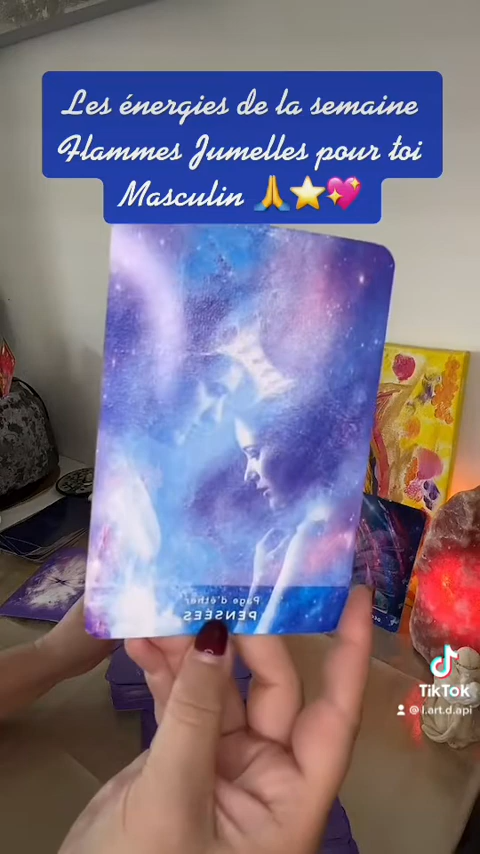 Les énergies de la semaine
Flammes Jumelles pour toi
Masculin 🙏⭐💖
Page d'éther
PENSÉES
TikTok
@ l.art.d.api